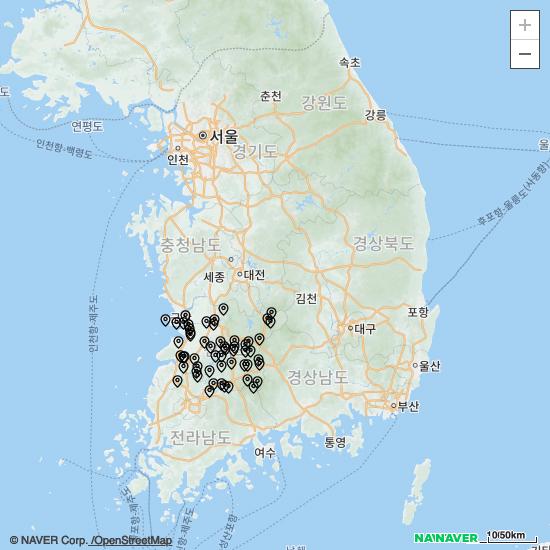 +
−
속초
춘천
강원도
강릉
도
연평도
서울
인천
경기도
인천항-백령도
울
후포항-울릉도(사동항)
충청남도
경상북도
세종
대전
인천항-제주도
김천
포항
대구
울산
경상남도
부산
전라남도
여수
통영
© NAVER Corp. /OpenStreetMap
NAVER
10/50km